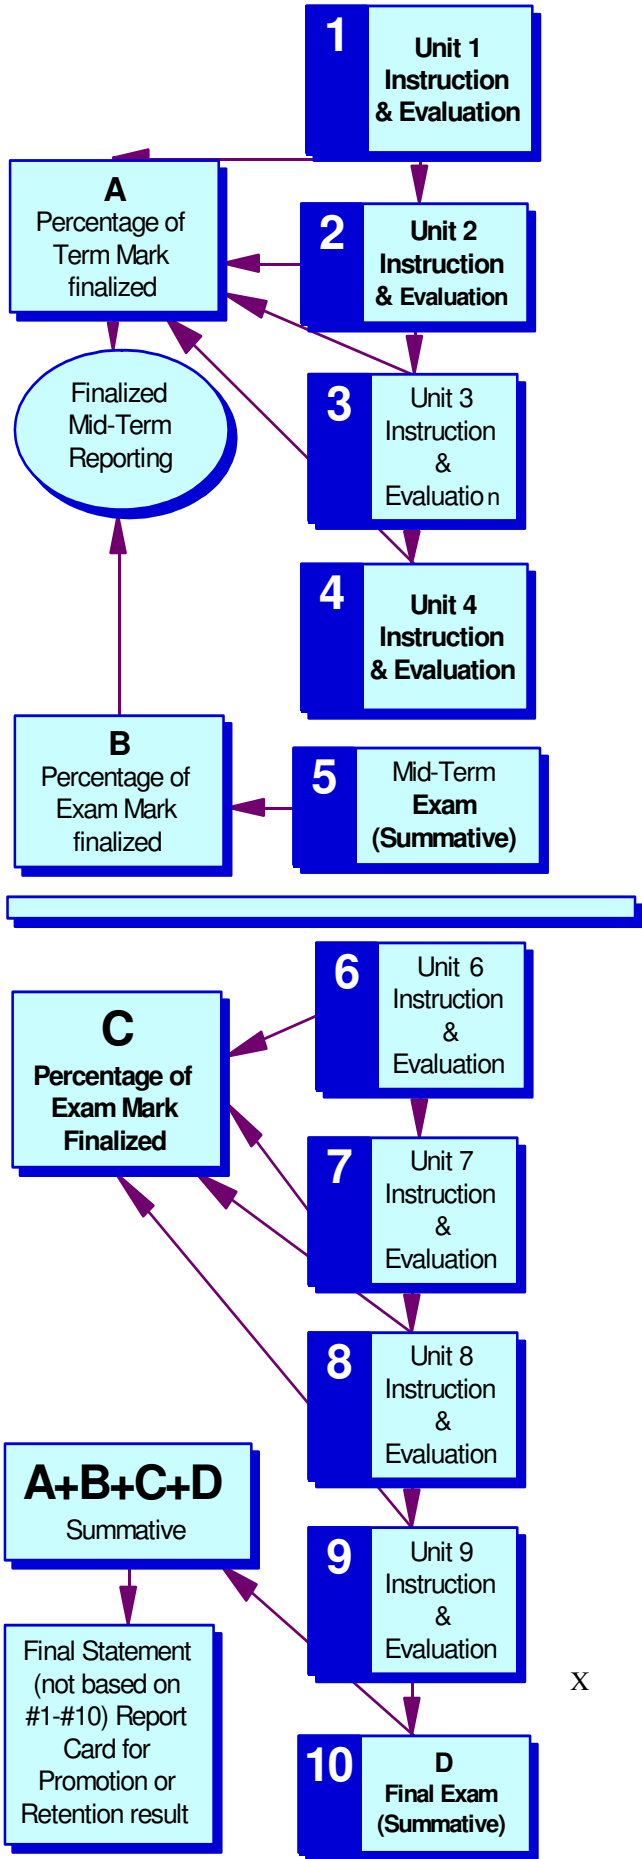 1
Unit 1
Instruction
& Evaluation
A
Percentage of
Term Mark
finalized
2
Unit 2
Instruction
& Evaluation
Finalized
Mid-Term
Reporting
3
Unit 3
Instruction
&
Evaluation
4
Unit 4
Instruction
& Evaluation
B
Percentage of
Exam Mark
finalized
5
Mid-Term
Exam
(Summative)
6
Unit 6
Instruction
&
Evaluation
C
Percentage of
Exam Mark
Finalized
7
Unit 7
Instruction
&
Evaluation
8
Unit 8
Instruction
&
Evaluation
A+B+C+D
Summative
9
Unit 9
Instruction
&
Evaluation
Final Statement
(not based on
#1-#10) Report
Card for
Promotion or
Retention result
X
10
D
Final Exam
(Summative)